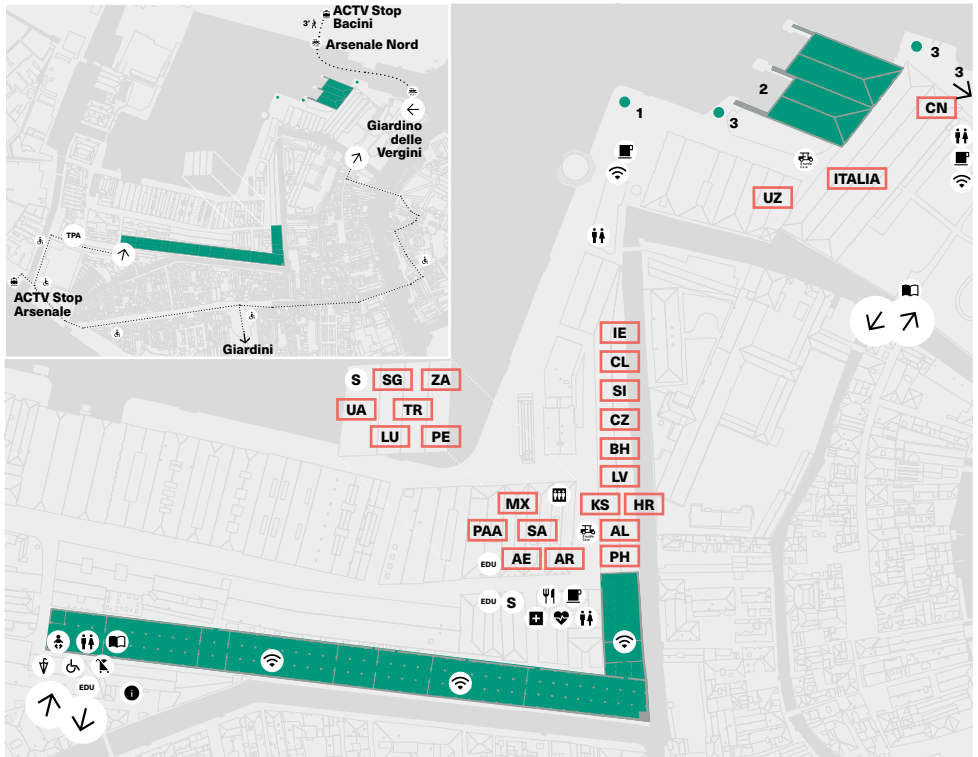 ACTV Stop
Bacini
3'
Arsenale Nord
Giardino
delle
Vergini
TPA
ACTV Stop
Arsenale
Giardini
3
3
2
CN
1
3
ITALIA
UZ
IE
CL
SI
CZ
BH
LV
KS
HR
AL
PH
S
SG
ZA
UA
TR
LU
PE
MX
PAA
SA
EDU
AE
AR
EDU
S
EDU